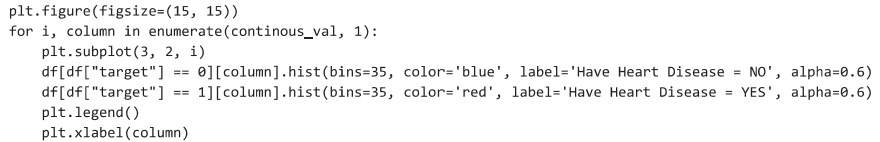 plt.figure(figsize=(15, 15))
for i, column in enumerate(continous_val, 1):
    plt.subplot(3, 2, i)
    df[df["target"] == 0][column].hist(bins=35, color='blue', label='Have Heart Disease = NO', alpha=0.6)
    df[df["target"] == 1][column].hist(bins=35, color='red', label='Have Heart Disease = YES', alpha=0.6)
    plt.legend()
    plt.xlabel(column)